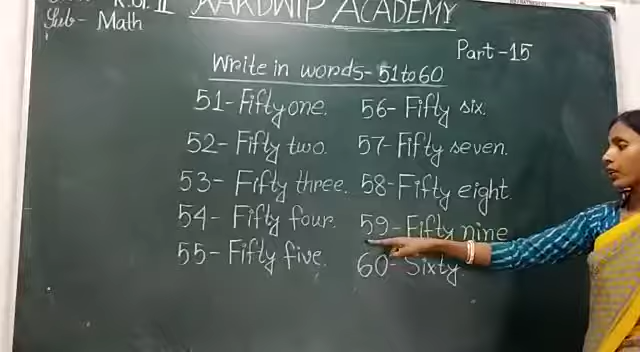 K.G. II
Sub- Math
KAKDWIP ACADEMY
Part-15
Write in words- 51 to 60
51- Fifty one.
52- Fifty two.
53- Fifty three.
54- Fifty four.
55- Fifty five.
56- Fifty six.
57- Fifty seven.
58- Fifty eight.
59- Fifty nine
60- Sixty.